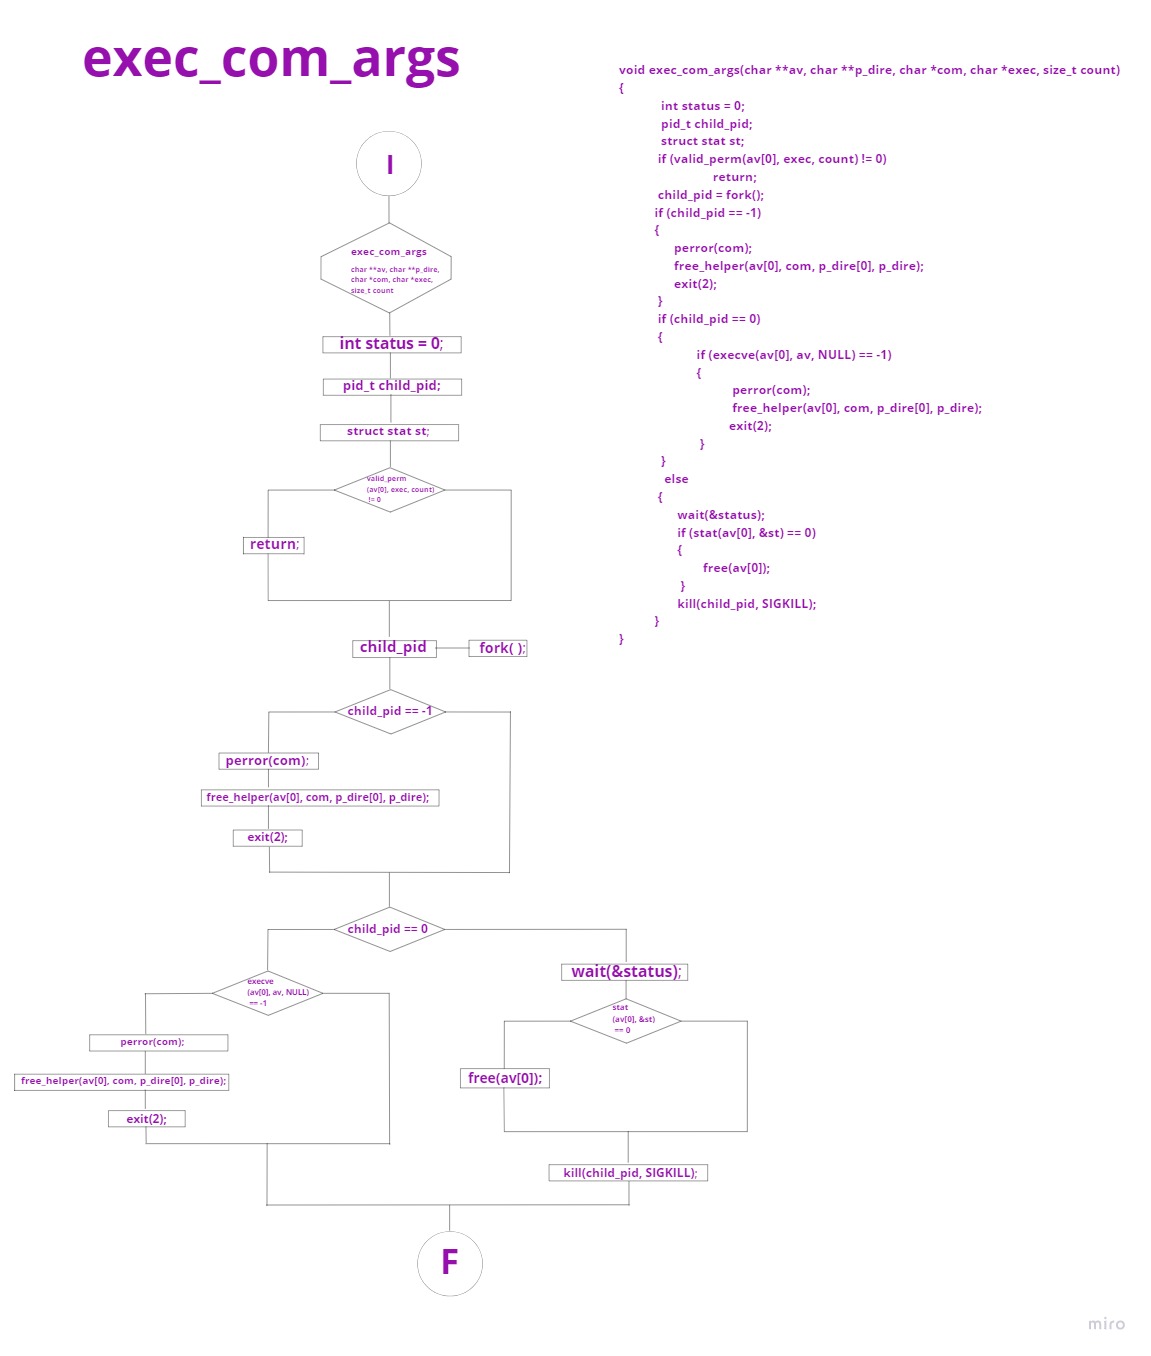 exec_com_args
I
exec_com_args
char **av, char **p_dire,
char *com, char *exec,
size_t count
int status = 0;
pid_t child_pid;
struct stat st;
valid_perm
(av[0], exec, count)
!= 0
return;
child_pid
fork( );
child_pid == -1
perror(com);
free_helper(av[0], com, p_dire[0], p_dire);
exit(2);
child_pid == 0
execve
(av[0], av, NULL)
== -1
perror(com);
free_helper(av[0], com, p_dire[0], p_dire);
exit(2);
wait(&status);
stat
(av[0], &st)
== 0
free(av[0]);
kill(child_pid, SIGKILL);
F
void exec_com_args(char **av, char **p_dire, char *com, char *exec, size_t count)
{
int status = 0;
pid_t child_pid;
struct stat st;
if (valid_perm(av[0], exec, count) != 0)
return;
child_pid = fork();
if (child_pid == -1)
{
perror(com);
free_helper(av[0], com, p_dire[0], p_dire);
exit(2);
}
if (child_pid == 0)
{
if (execve(av[0], av, NULL) == -1)
{
perror(com);
free_helper(av[0], com, p_dire[0], p_dire);
exit(2);
}
}
else
{
wait(&status);
if (stat(av[0], &st) == 0)
{
free(av[0]);
}
kill(child_pid, SIGKILL);
}
}
miro